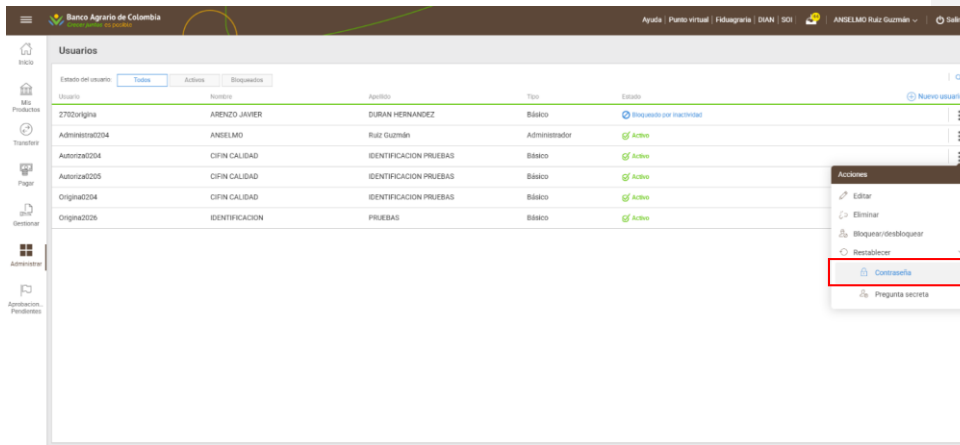 Banco Agrario de Colombia
Crecer juntos es posible
Ayuda | Punto virtual | Fiduagraria | DIAN | SOI | ANSELMO Ruiz Guzmán
Inicio
Mis Productos
Transferir
Pagar
Gestionar
Administrar
Aprobacion... Pendientes
Usuarios
Estado del usuario: Todos Activos Bloqueados
Usuario Nombre Apellido Tipo Estado Nuevo usuario
2702origina ARENZO JAVIER DURAN HERNANDEZ Básico Bloqueado por inactividad
Administra0204 ANSELMO Ruiz Guzmán Administrador Activo
Autoriza0204 CIFIN CALIDAD IDENTIFICACION PRUEBAS Básico Activo
Autoriza0205 CIFIN CALIDAD IDENTIFICACION PRUEBAS Básico Activo
Origina0204 CIFIN CALIDAD IDENTIFICACION PRUEBAS Básico Activo
Origina2026 IDENTIFICACION PRUEBAS Básico Activo
Acciones
Editar
Eliminar
Bloquear/desbloquear
Restablecer
Contraseña
Pregunta secreta